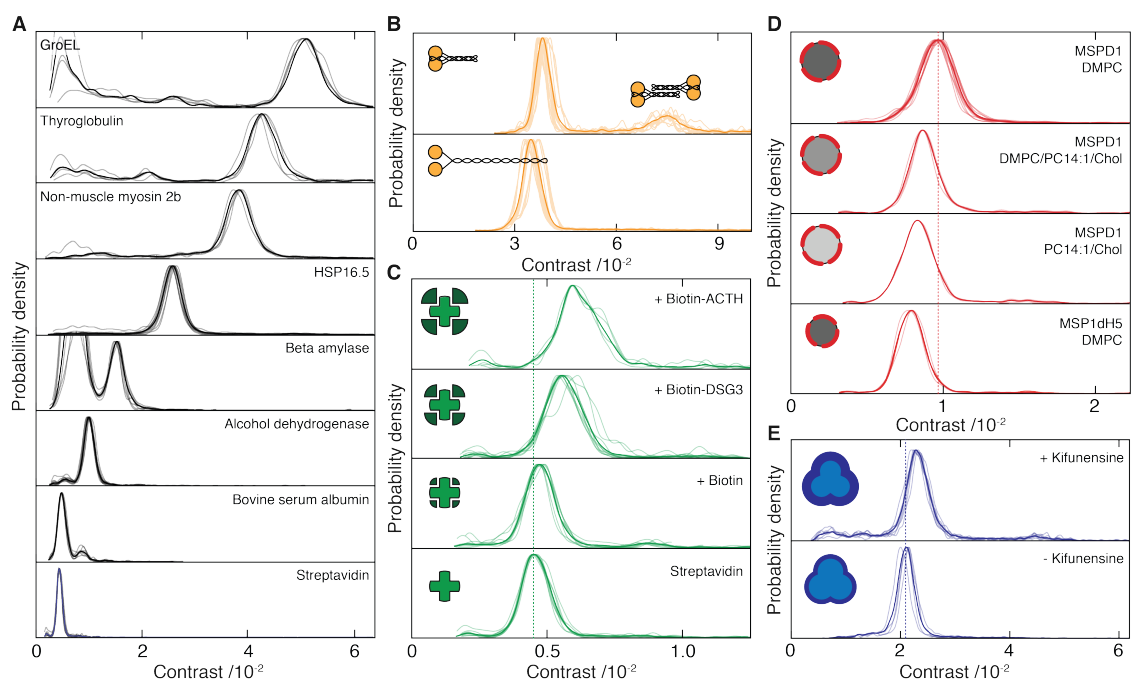 A
GroEL
Thyroglobulin
Non-muscle myosin 2b
HSP16.5
Beta amylase
Alcohol dehydrogenase
Bovine serum albumin
Streptavidin
Probability density
0 2 4 6
Contrast /10⁻²
B
Probability density
0 3 6 9
Contrast /10⁻²
C
+ Biotin-ACTH
+ Biotin-DSG3
+ Biotin
Streptavidin
Probability density
0 0.5 1.0
Contrast /10⁻²
D
MSPD1
DMPC
MSPD1
DMPC/PC14:1/Chol
MSPD1
PC14:1/Chol
MSP1dH5
DMPC
Probability density
0 1 2
Contrast /10⁻²
E
+ Kifunensine
- Kifunensine
Probability density
0 2 4 6
Contrast /10⁻²